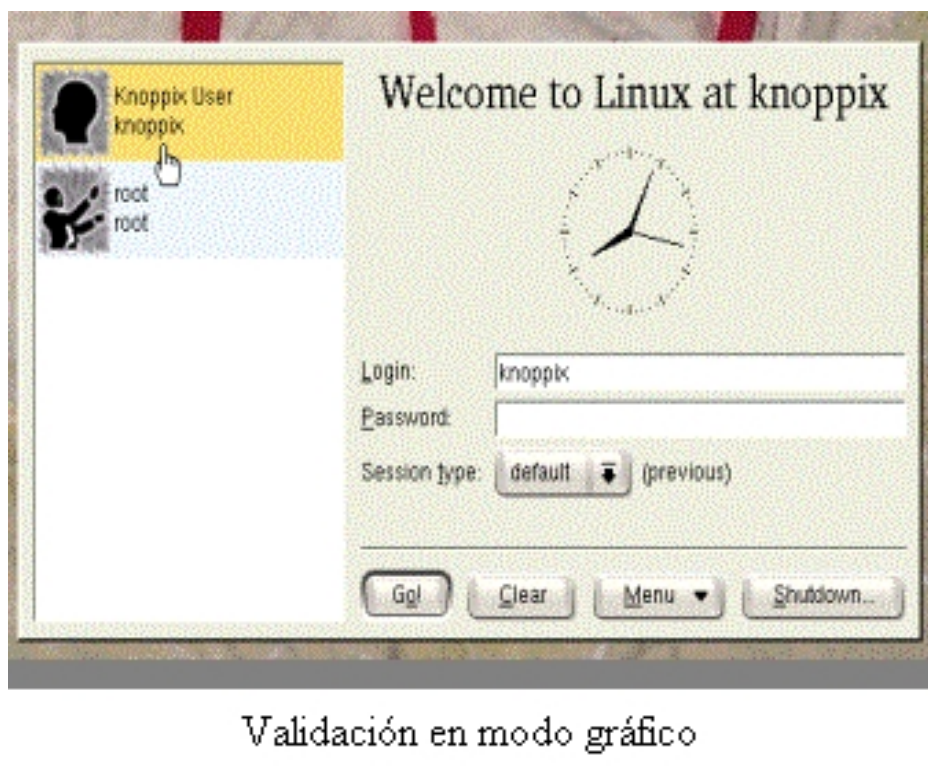 Knoppix User
knoppix
root
root
Welcome to Linux at knoppix
Login: knoppix
Password:
Session type: default (previous)
Go! Clear Menu Shutdown...
Validación en modo gráfico